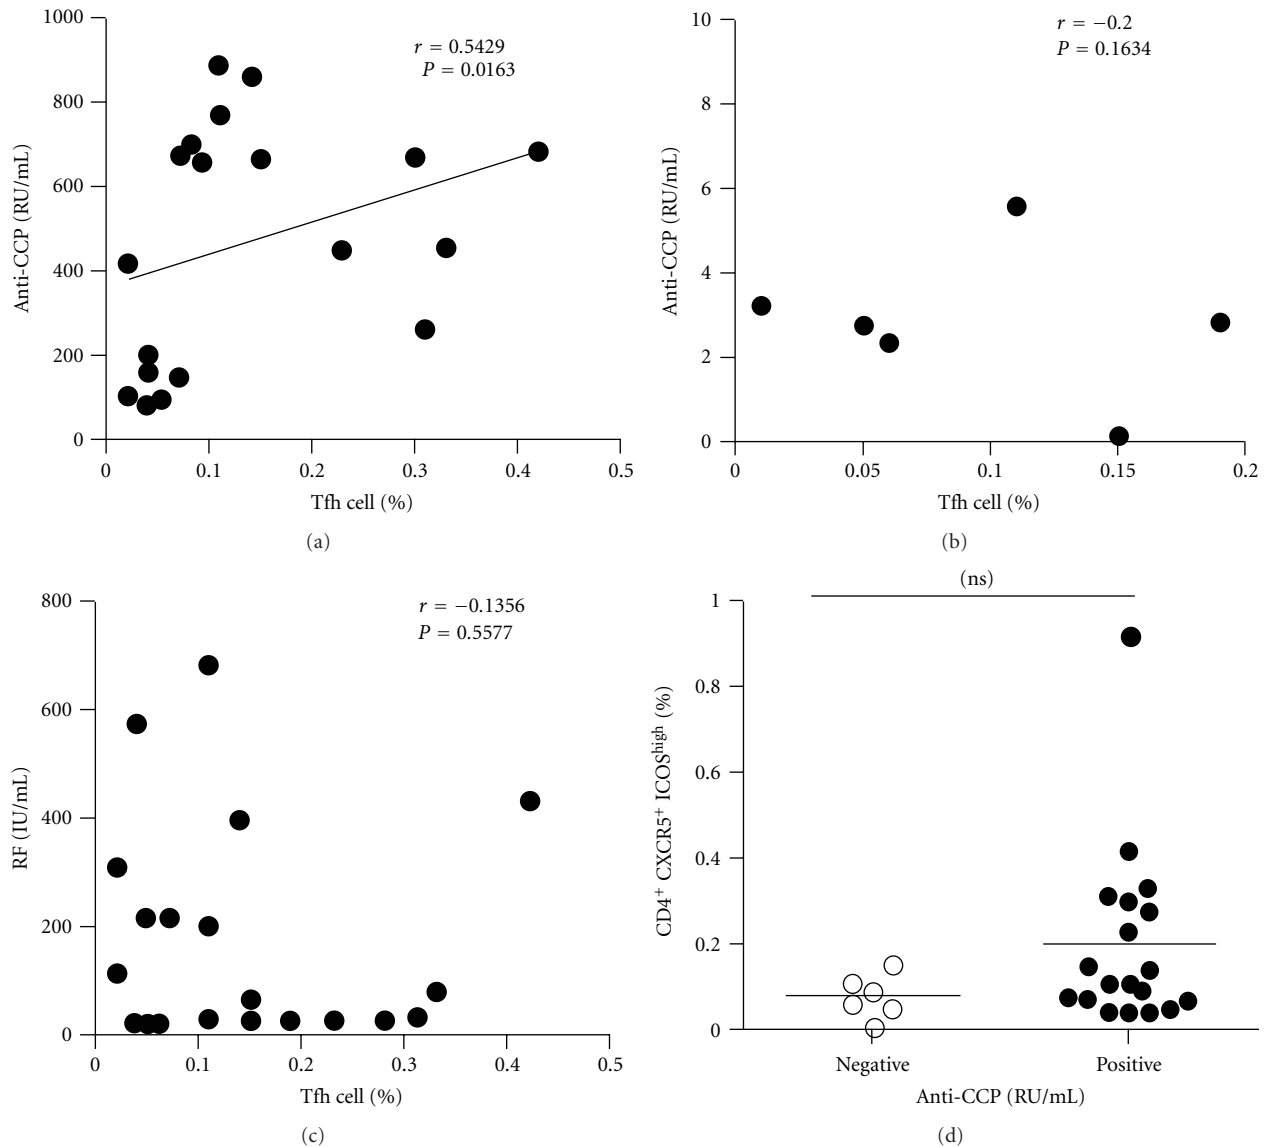 1000
800
600
400
200
0
Anti-CCP (RU/mL)
r = 0.5429
P = 0.0163
0 0.1 0.2 0.3 0.4 0.5
Tfh cell (%)
(a)
10
8
6
4
2
0
Anti-CCP (RU/mL)
r = −0.2
P = 0.1634
0 0.05 0.1 0.15 0.2
Tfh cell (%)
(b)
800
600
400
200
0
RF (IU/mL)
r = −0.1356
P = 0.5577
0 0.1 0.2 0.3 0.4 0.5
Tfh cell (%)
(c)
(ns)
1
0.8
0.6
0.4
0.2
0
CD4⁺ CXCR5⁺ ICOSʰⁱᵍʰ (%)
Negative Positive
Anti-CCP (RU/mL)
(d)